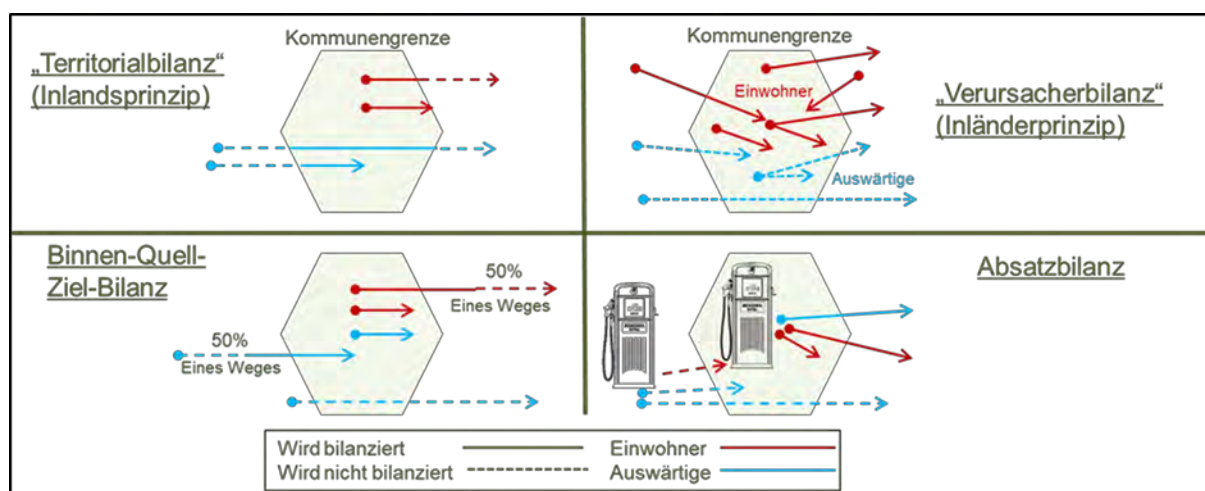 „Territorialbilanz“
(Inlandsprinzip)
Kommunengrenze
Kommunengrenze
Einwohner
Auswärtige
„Verursacherbilanz“
(Inländerprinzip)
Binnen-Quell-
Ziel-Bilanz
50%
Eines Weges
50%
Eines Weges
Absatzbilanz
Wird bilanziert
Einwohner
Wird nicht bilanziert
Auswärtige